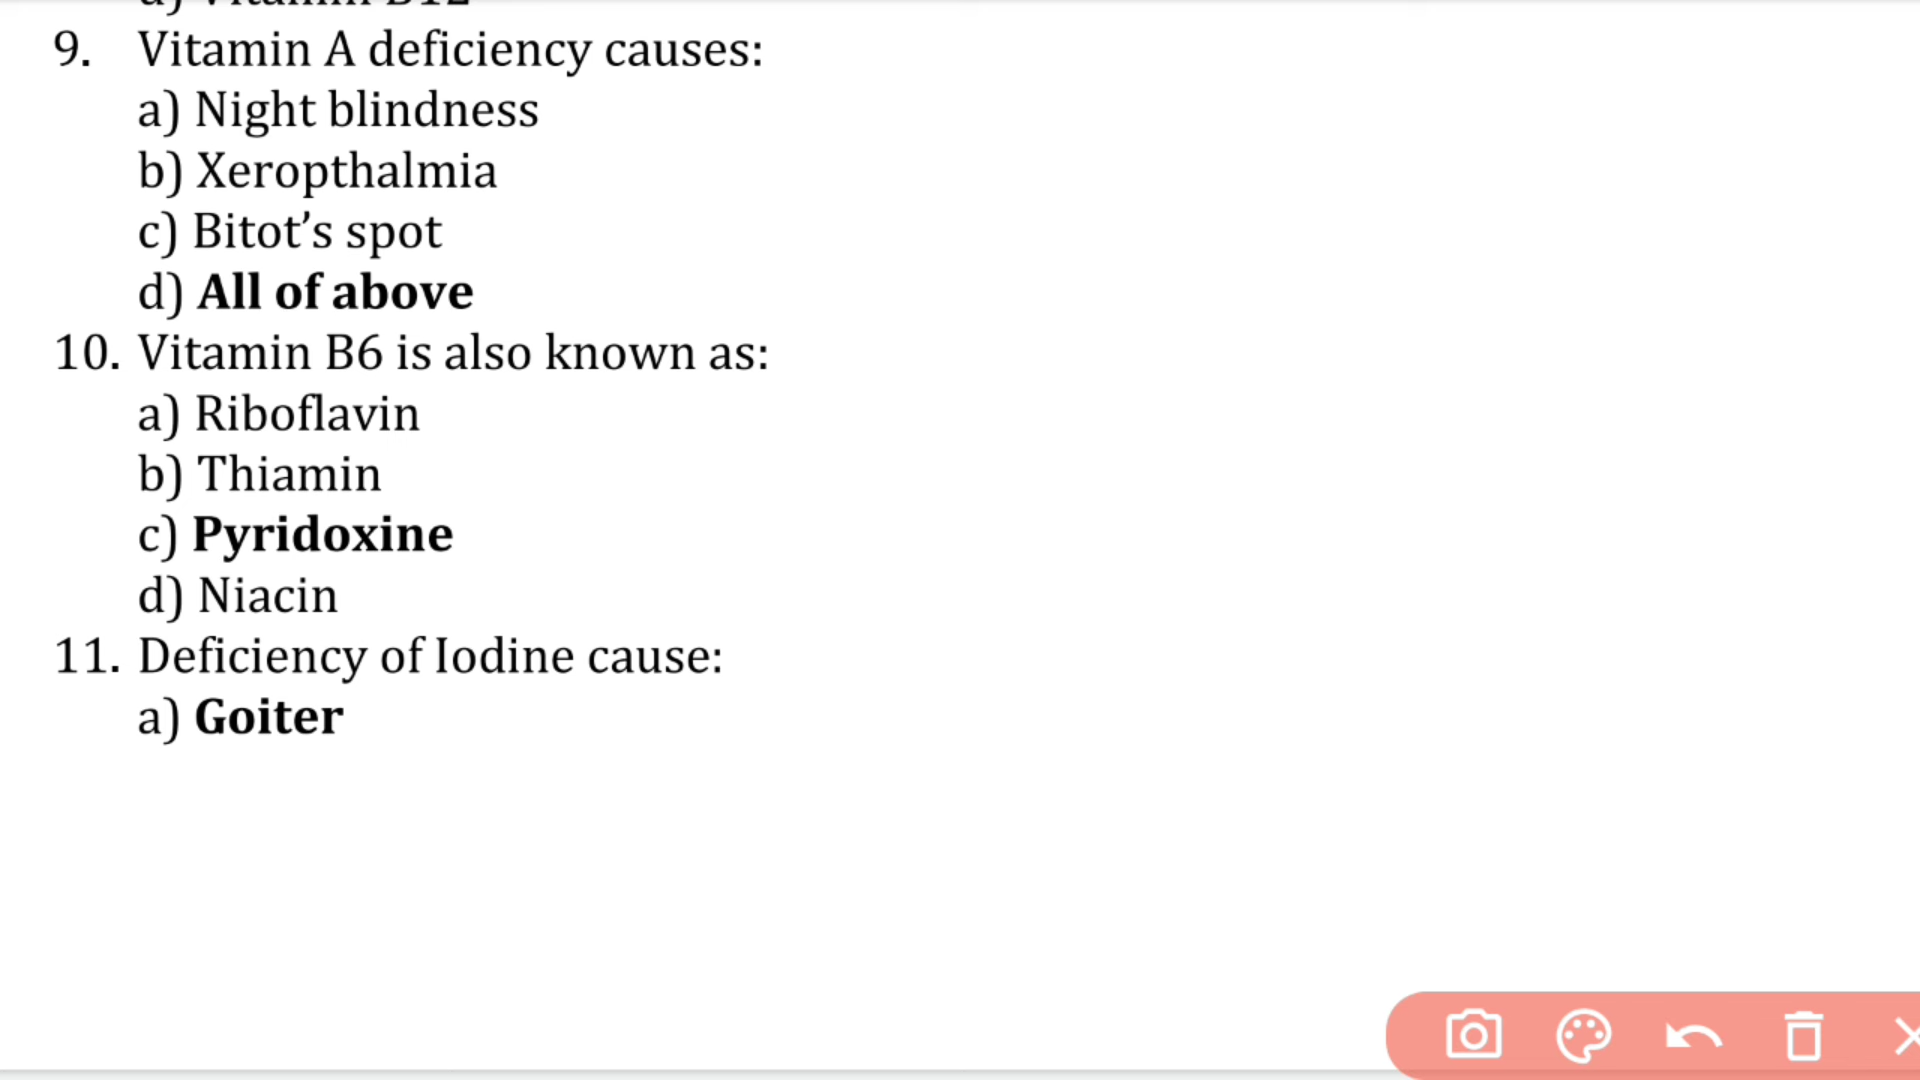 9. Vitamin A deficiency causes:
a) Night blindness
b) Xeropthalmia
c) Bitot’s spot
d) All of above
10. Vitamin B6 is also known as:
a) Riboflavin
b) Thiamin
c) Pyridoxine
d) Niacin
11. Deficiency of Iodine cause:
a) Goiter